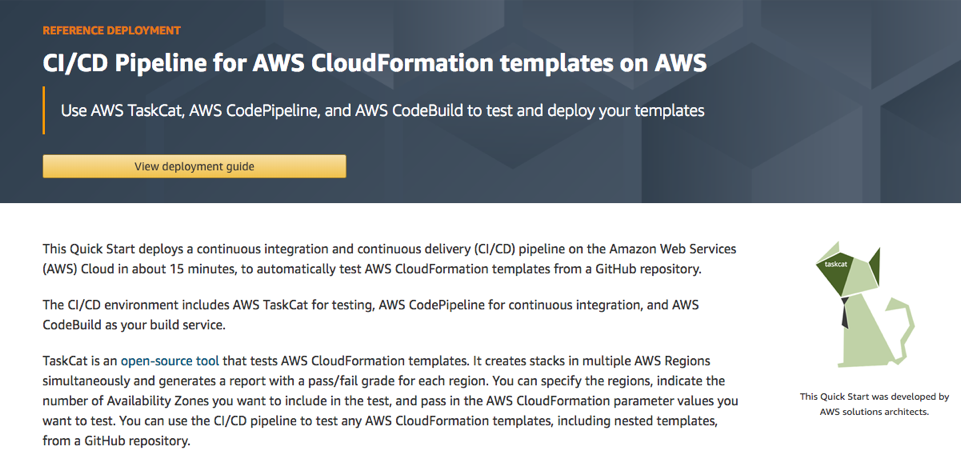 REFERENCE DEPLOYMENT
CI/CD Pipeline for AWS CloudFormation templates on AWS
Use AWS TaskCat, AWS CodePipeline, and AWS CodeBuild to test and deploy your templates
View deployment guide
This Quick Start deploys a continuous integration and continuous delivery (CI/CD) pipeline on the Amazon Web Services
(AWS) Cloud in about 15 minutes, to automatically test AWS CloudFormation templates from a GitHub repository.
The CI/CD environment includes AWS TaskCat for testing, AWS CodePipeline for continuous integration, and AWS
CodeBuild as your build service.
TaskCat is an open-source tool that tests AWS CloudFormation templates. It creates stacks in multiple AWS Regions
simultaneously and generates a report with a pass/fail grade for each region. You can specify the regions, indicate the
number of Availability Zones you want to include in the test, and pass in the AWS CloudFormation parameter values you
want to test. You can use the CI/CD pipeline to test any AWS CloudFormation templates, including nested templates,
from a GitHub repository.
taskcat
This Quick Start was developed by
AWS solutions architects.